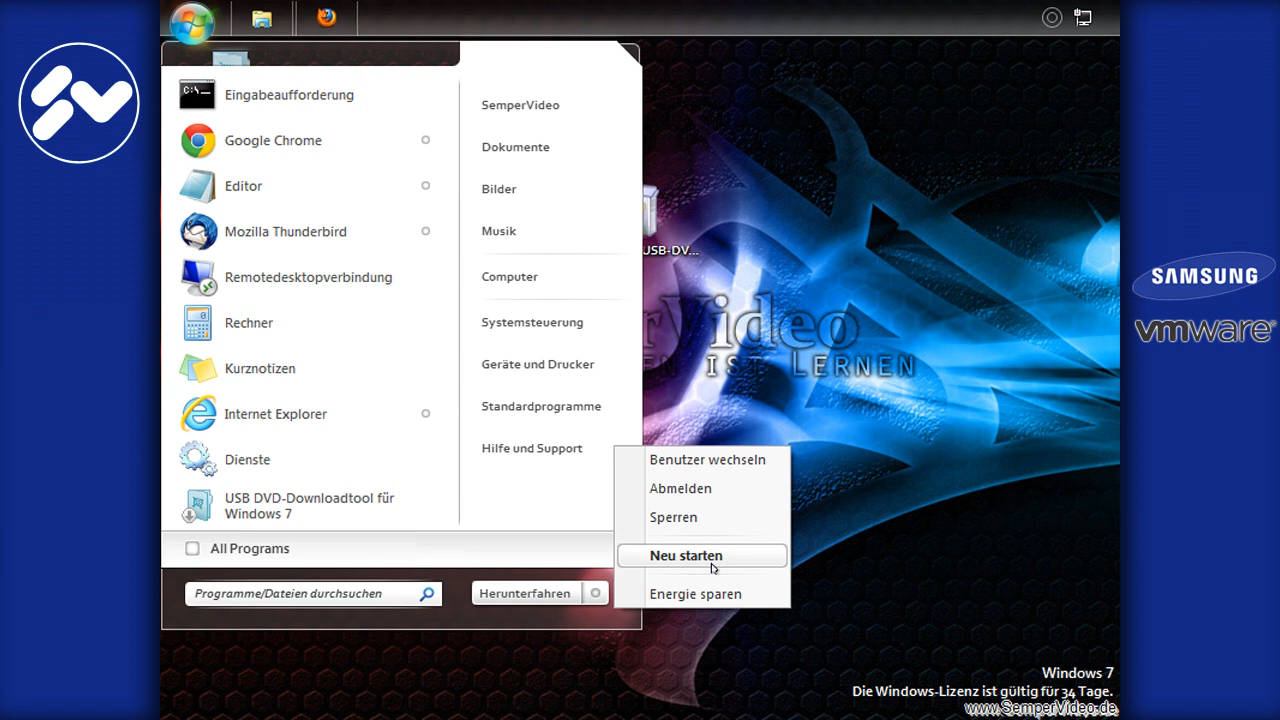 Eingabeaufforderung
Google Chrome
Editor
Mozilla Thunderbird
Remotedesktopverbindung
Rechner
Kurznotizen
Internet Explorer
Dienste
USB DVD-Downloadtool für
Windows 7
All Programs
Programme/Dateien durchsuchen
SemperVideo
Dokumente
Bilder
Musik
Computer
Systemsteuerung
Geräte und Drucker
Standardprogramme
Hilfe und Support
Herunterfahren
Benutzer wechseln
Abmelden
Sperren
Neu starten
Energie sparen
USB-DV...
Video
IST LERNEN
SAMSUNG
vmware
Windows 7
Die Windows-Lizenz ist gültig für 34 Tage.
www.SemperVideo.de